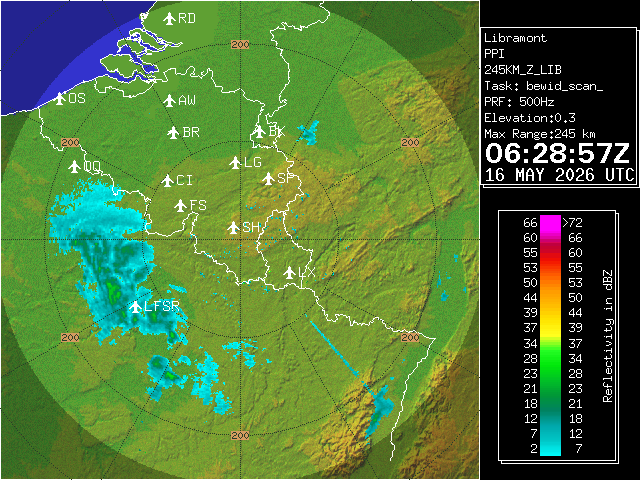 RD
200
OS
AW
BR
BK
200
200
OO
LG
CI
SP
FS
SH
LX
LFSR
200
200
200
Libramont
PPI
245KM_Z_LIB
Task: bewid_scan_
PRF: 500Hz
Elevation:0.3
Max Range:245 km
06:28:57Z
16 MAY 2026 UTC
66 >72
60 66
55 60
53 55
50 53
44 50
39 44
37 39
34 37
28 34
23 28
21 23
18 21
12 18
7 12
2 7
Reflectivity in dBZ